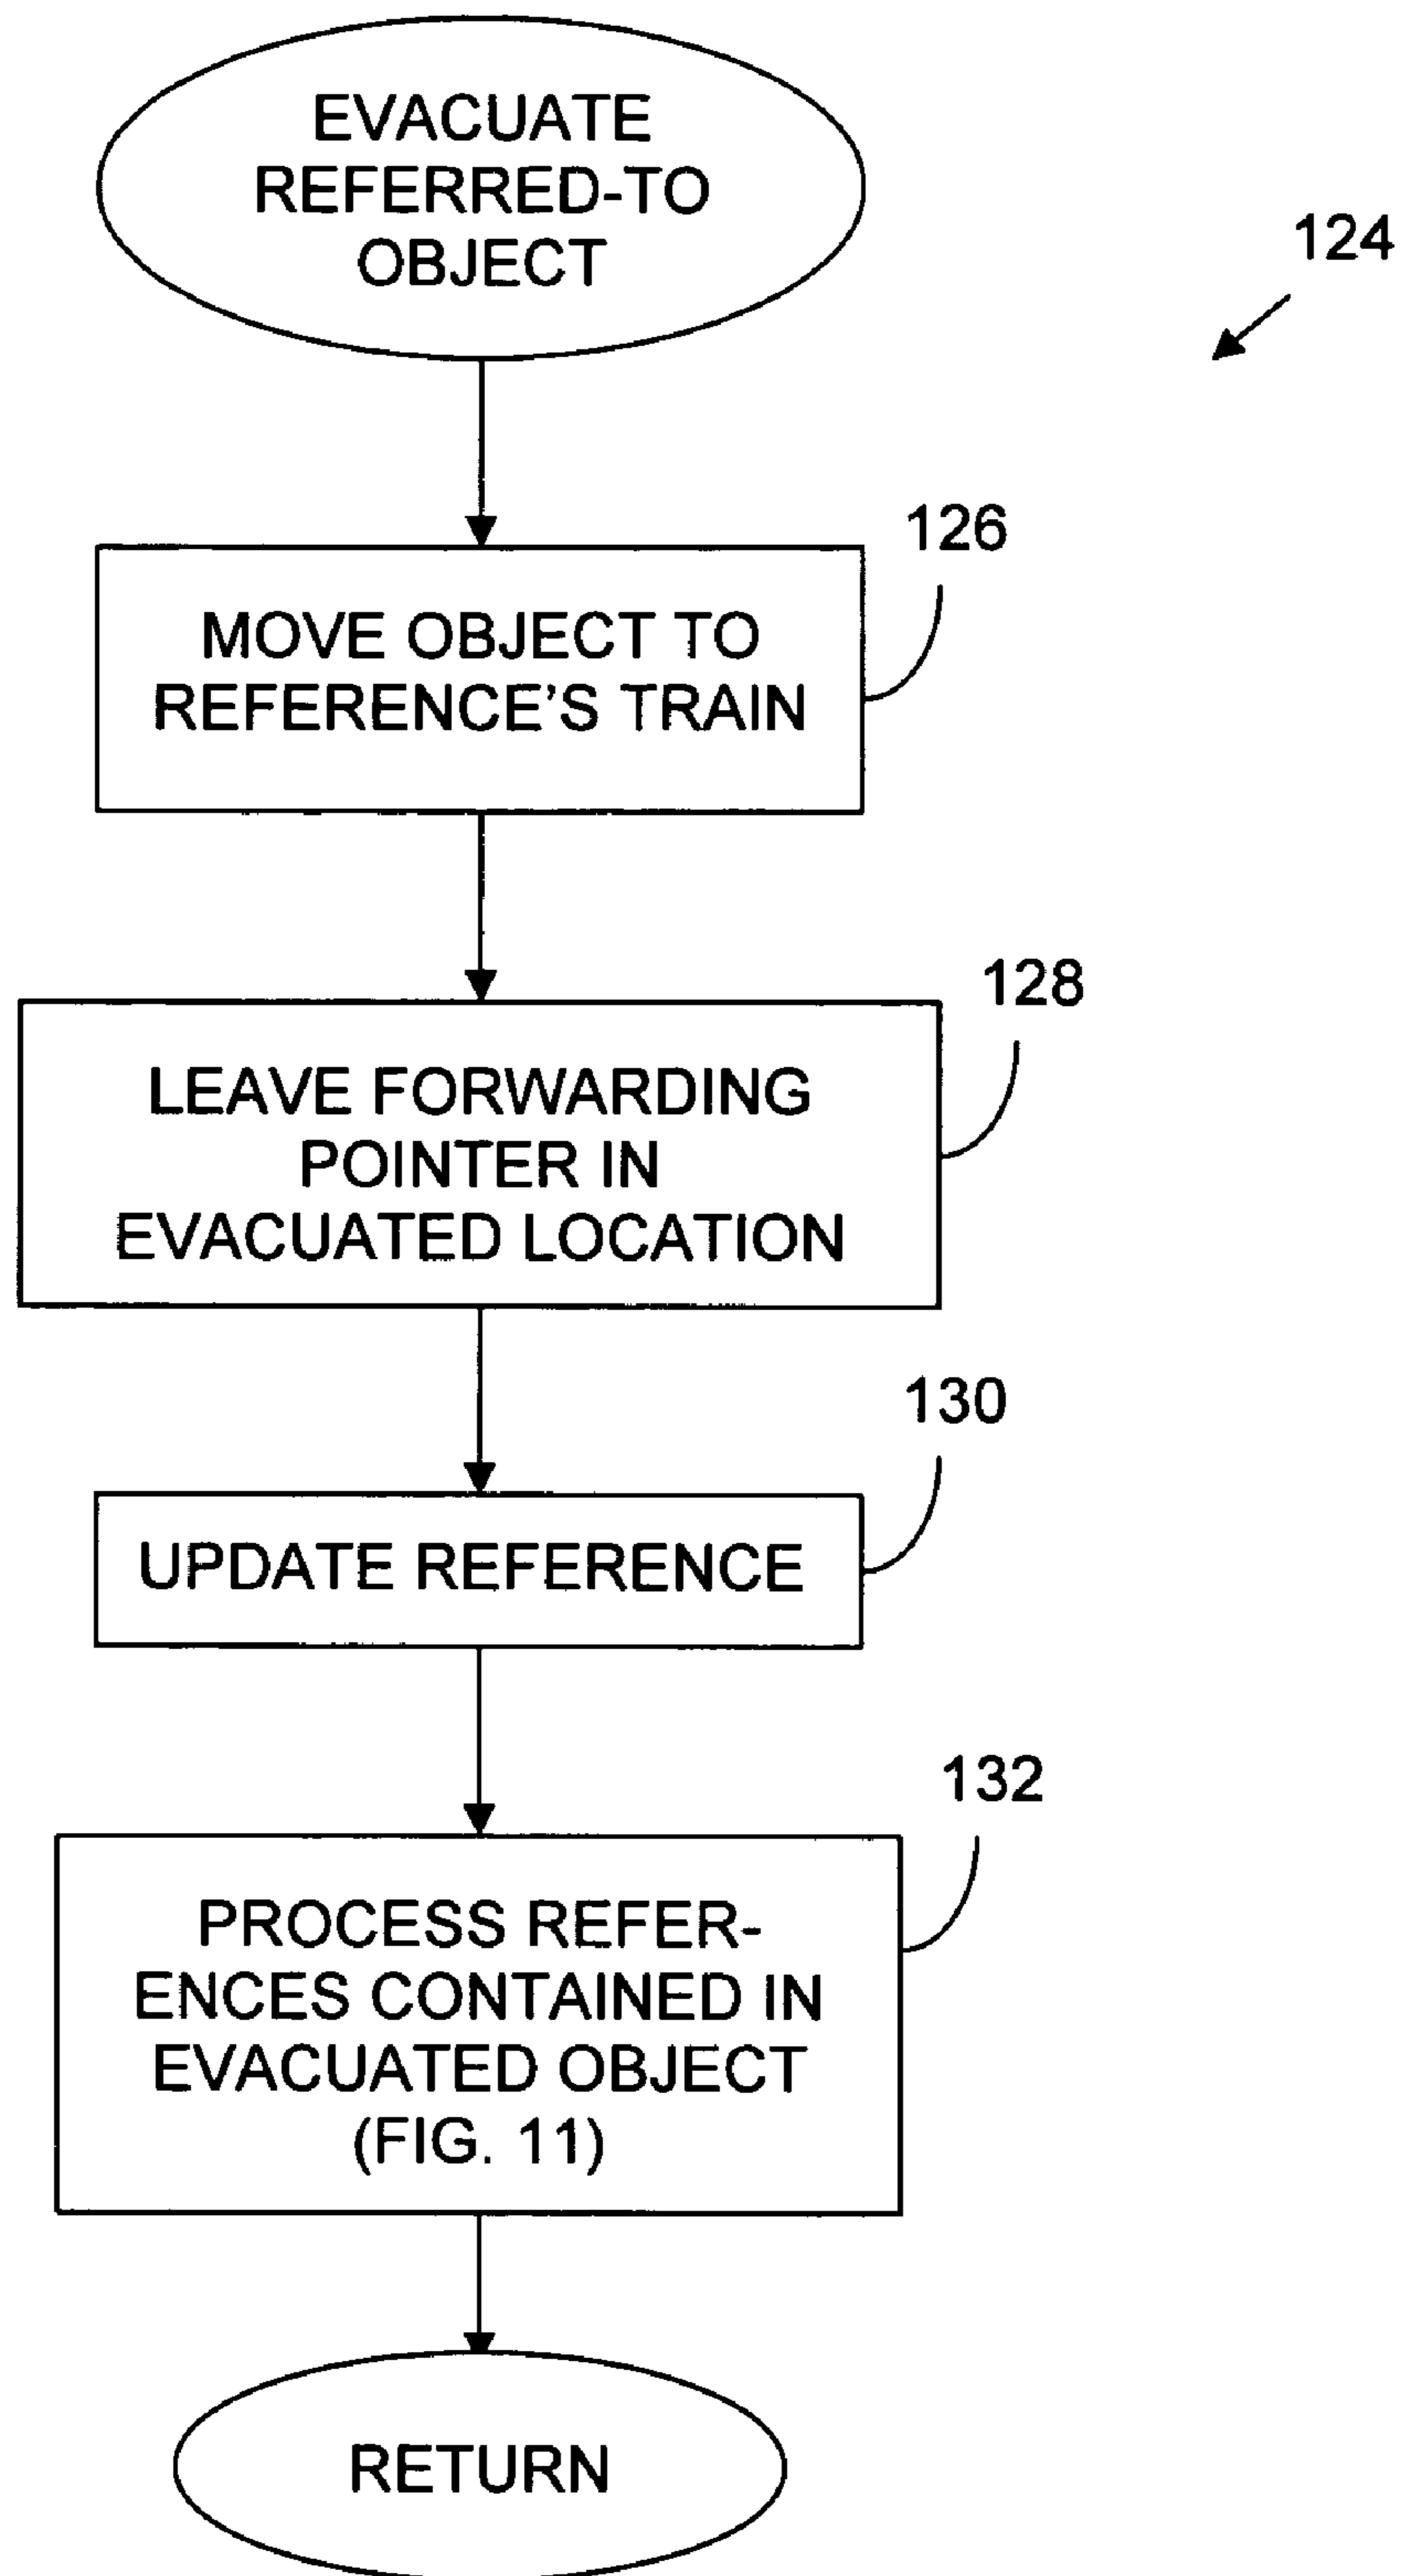 EVACUATE
REFERRED-TO
OBJECT
124
126
MOVE OBJECT TO
REFERENCE'S TRAIN
128
LEAVE FORWARDING
POINTER IN
EVACUATED LOCATION
130
UPDATE REFERENCE
132
PROCESS REFER-
ENCES CONTAINED IN
EVACUATED OBJECT
(FIG. 11)
RETURN